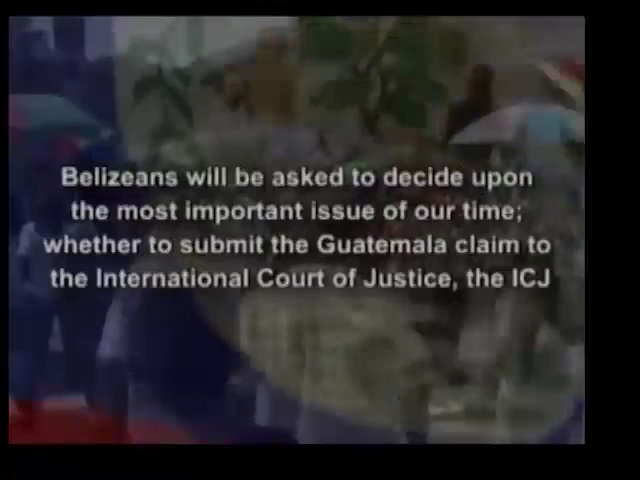 Belizeans will be asked to decide upon
the most important issue of our time;
whether to submit the Guatemala claim to
the International Court of Justice, the ICJ